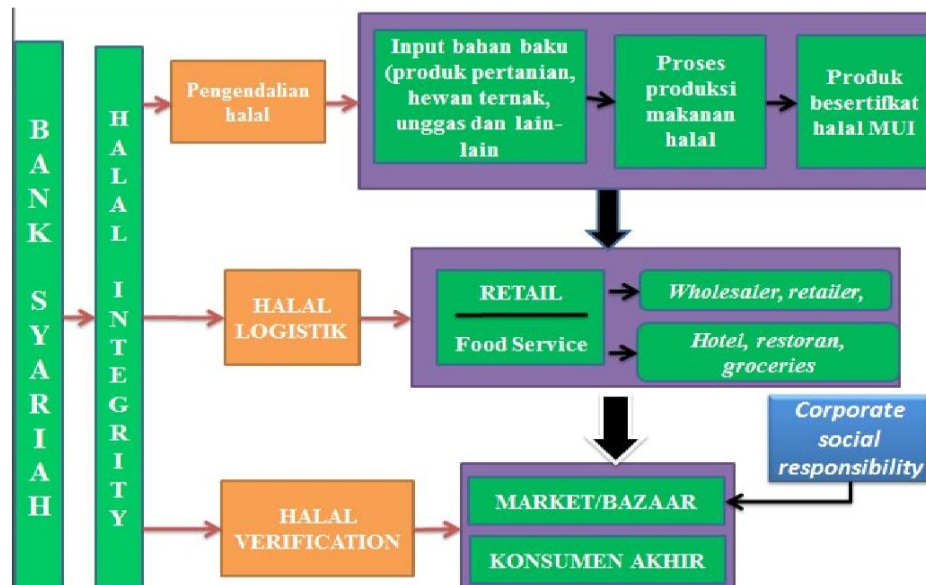 BANK SYARIAH
HALAL INTEGRITY
Pengendalian
halal
Input bahan baku
(produk pertanian,
hewan ternak,
unggas dan lain-
lain
Proses
produksi
makanan
halal
Produk
besertifkat
halal MUI
HALAL
LOGISTIK
RETAIL
Food Service
Wholesaler, retailer,
Hotel, restoran,
groceries
Corporate
social
responsibility
HALAL
VERIFICATION
MARKET/BAZAAR
KONSUMEN AKHIR